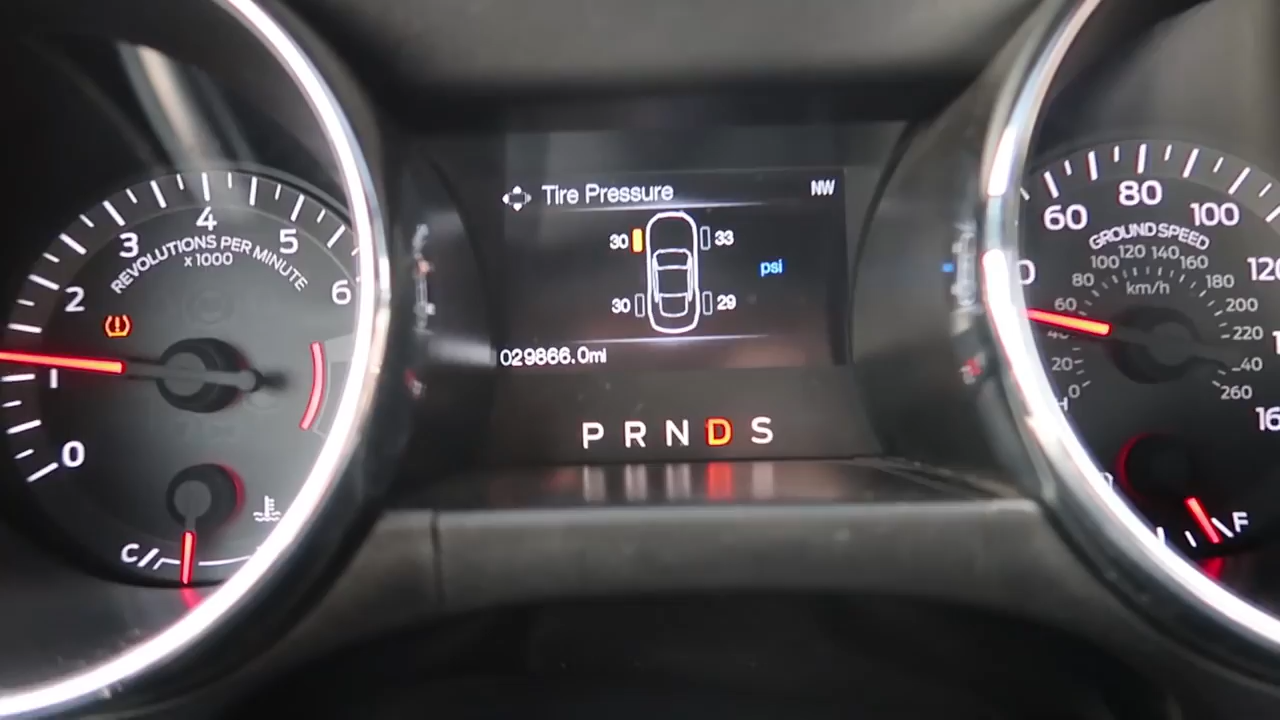 Tire Pressure NW
30 33
psi
30 29
029866.0mi
P R N D S
0 1 2 3 4 5 6
REVOLUTIONS PER MINUTE
x1000
C
60 80 100
GROUND SPEED
km/h
0 20 40 60 80 100 120 140 160 180 200 220 260
F